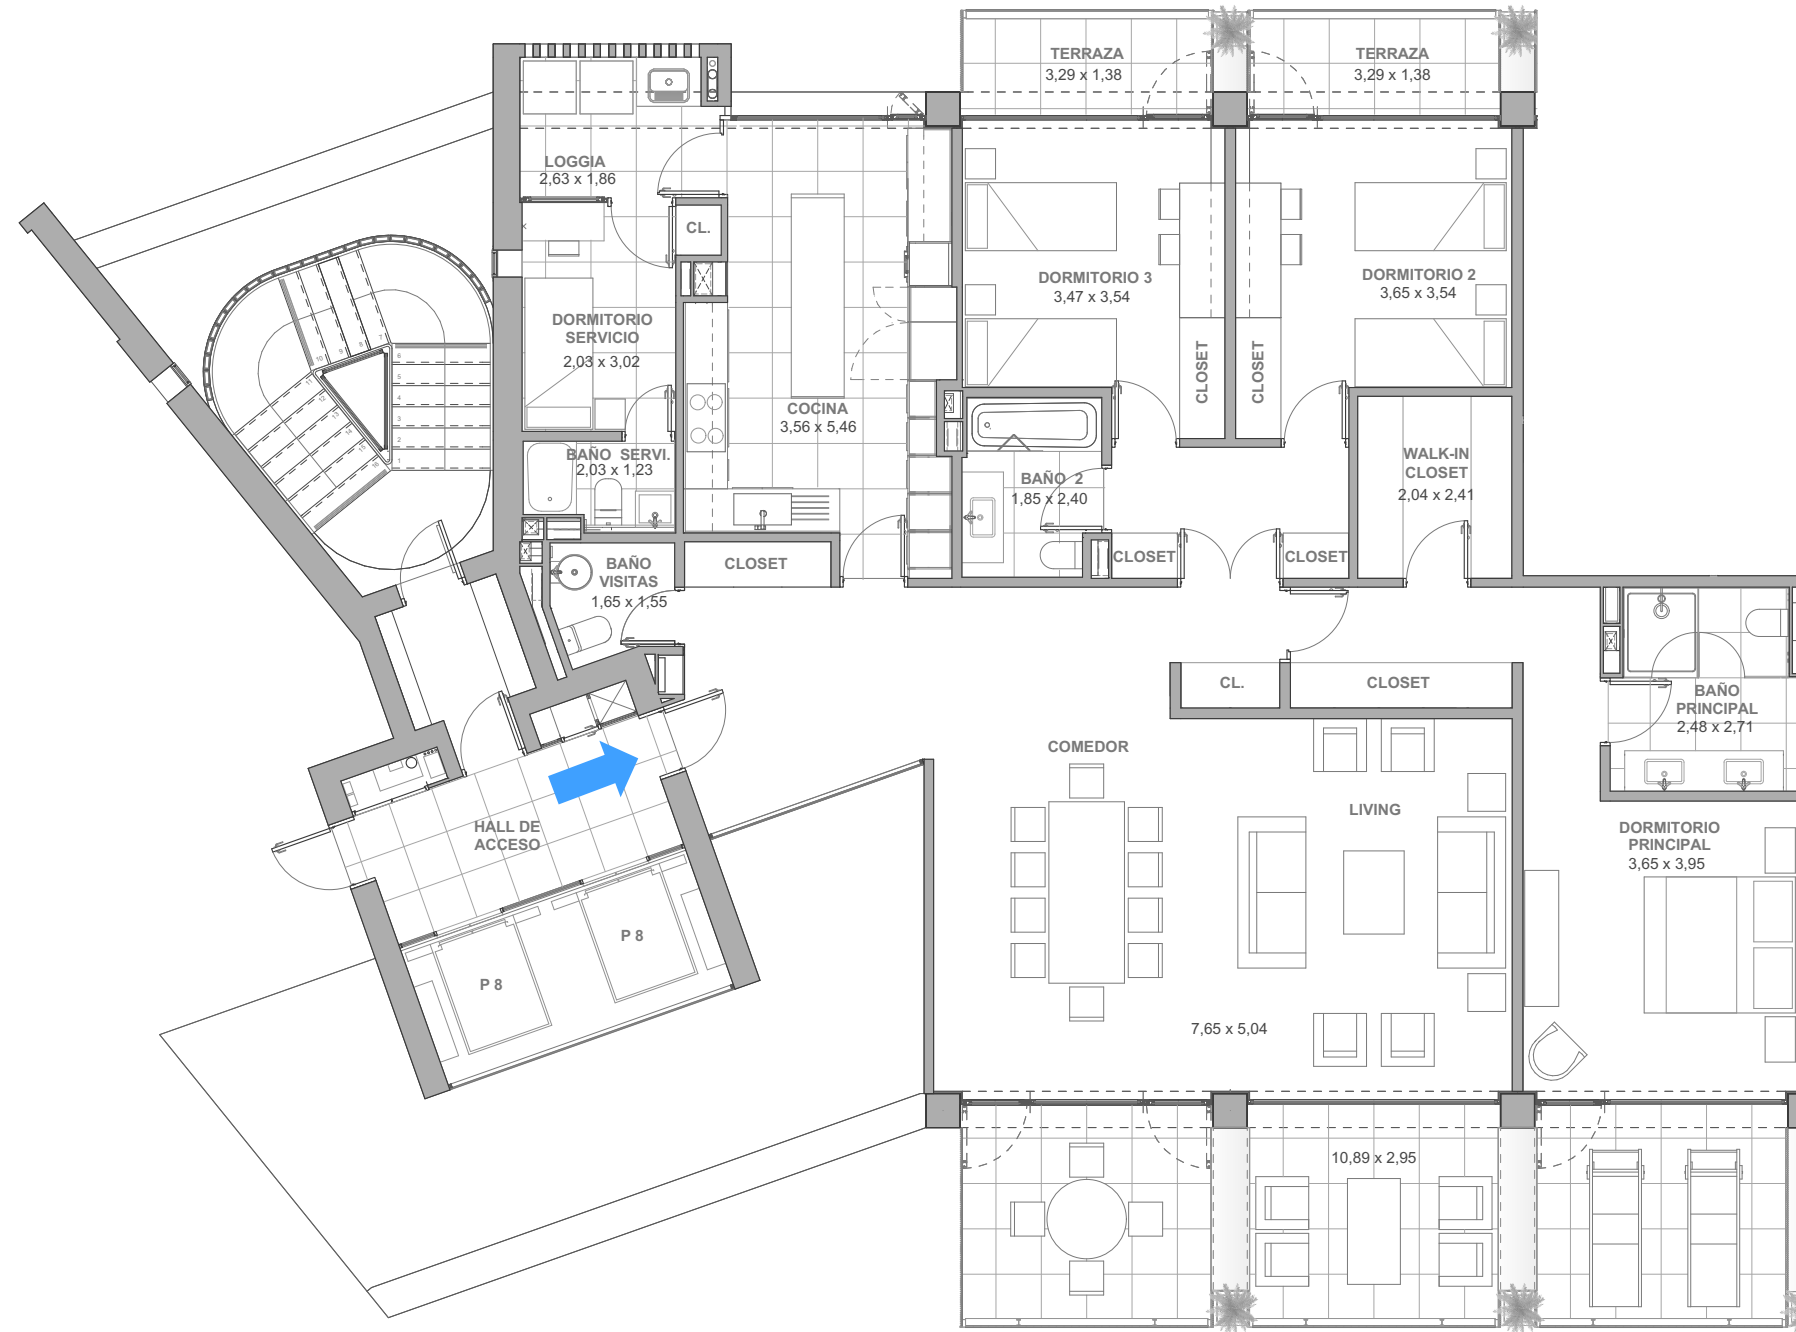 TERRAZA
3,29 x 1,38
TERRAZA
3,29 x 1,38
LOGGIA
2,63 x 1,86
CL.
DORMITORIO 3
3,47 x 3,54
DORMITORIO 2
3,65 x 3,54
DORMITORIO
SERVICIO
2,03 x 3,02
CLOSET
CLOSET
COCINA
3,56 x 5,46
BAÑO SERVI.
2,03 x 1,23
BAÑO 2
1,85 x 2,40
WALK-IN
CLOSET
2,04 x 2,41
BAÑO
VISITAS
1,65 x 1,55
CLOSET
CLOSET
CLOSET
CL.
CLOSET
BAÑO
PRINCIPAL
2,48 x 2,71
COMEDOR
LIVING
HALL DE
ACCESO
DORMITORIO
PRINCIPAL
3,65 x 3,95
P 8
P 8
7,65 x 5,04
10,89 x 2,95